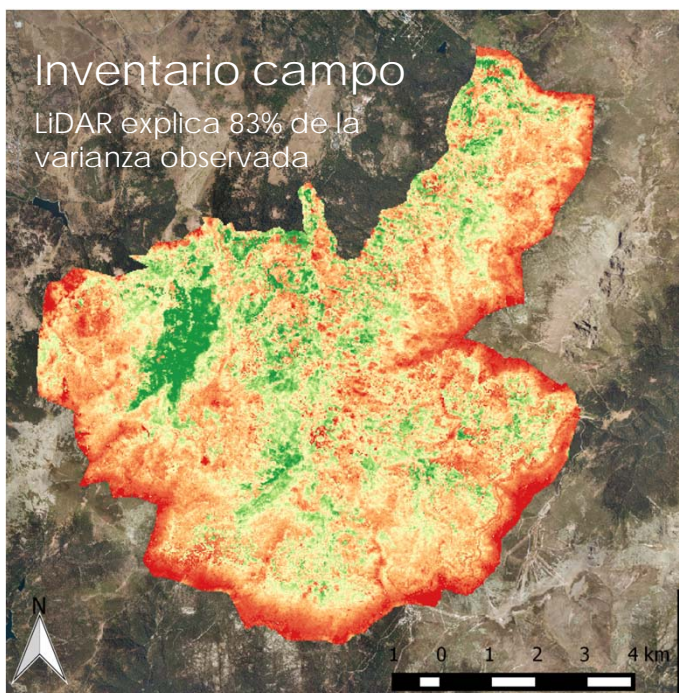 Inventario campo
LiDAR explica 83% de la
varianza observada
N
1 0 1 2 3 4 km